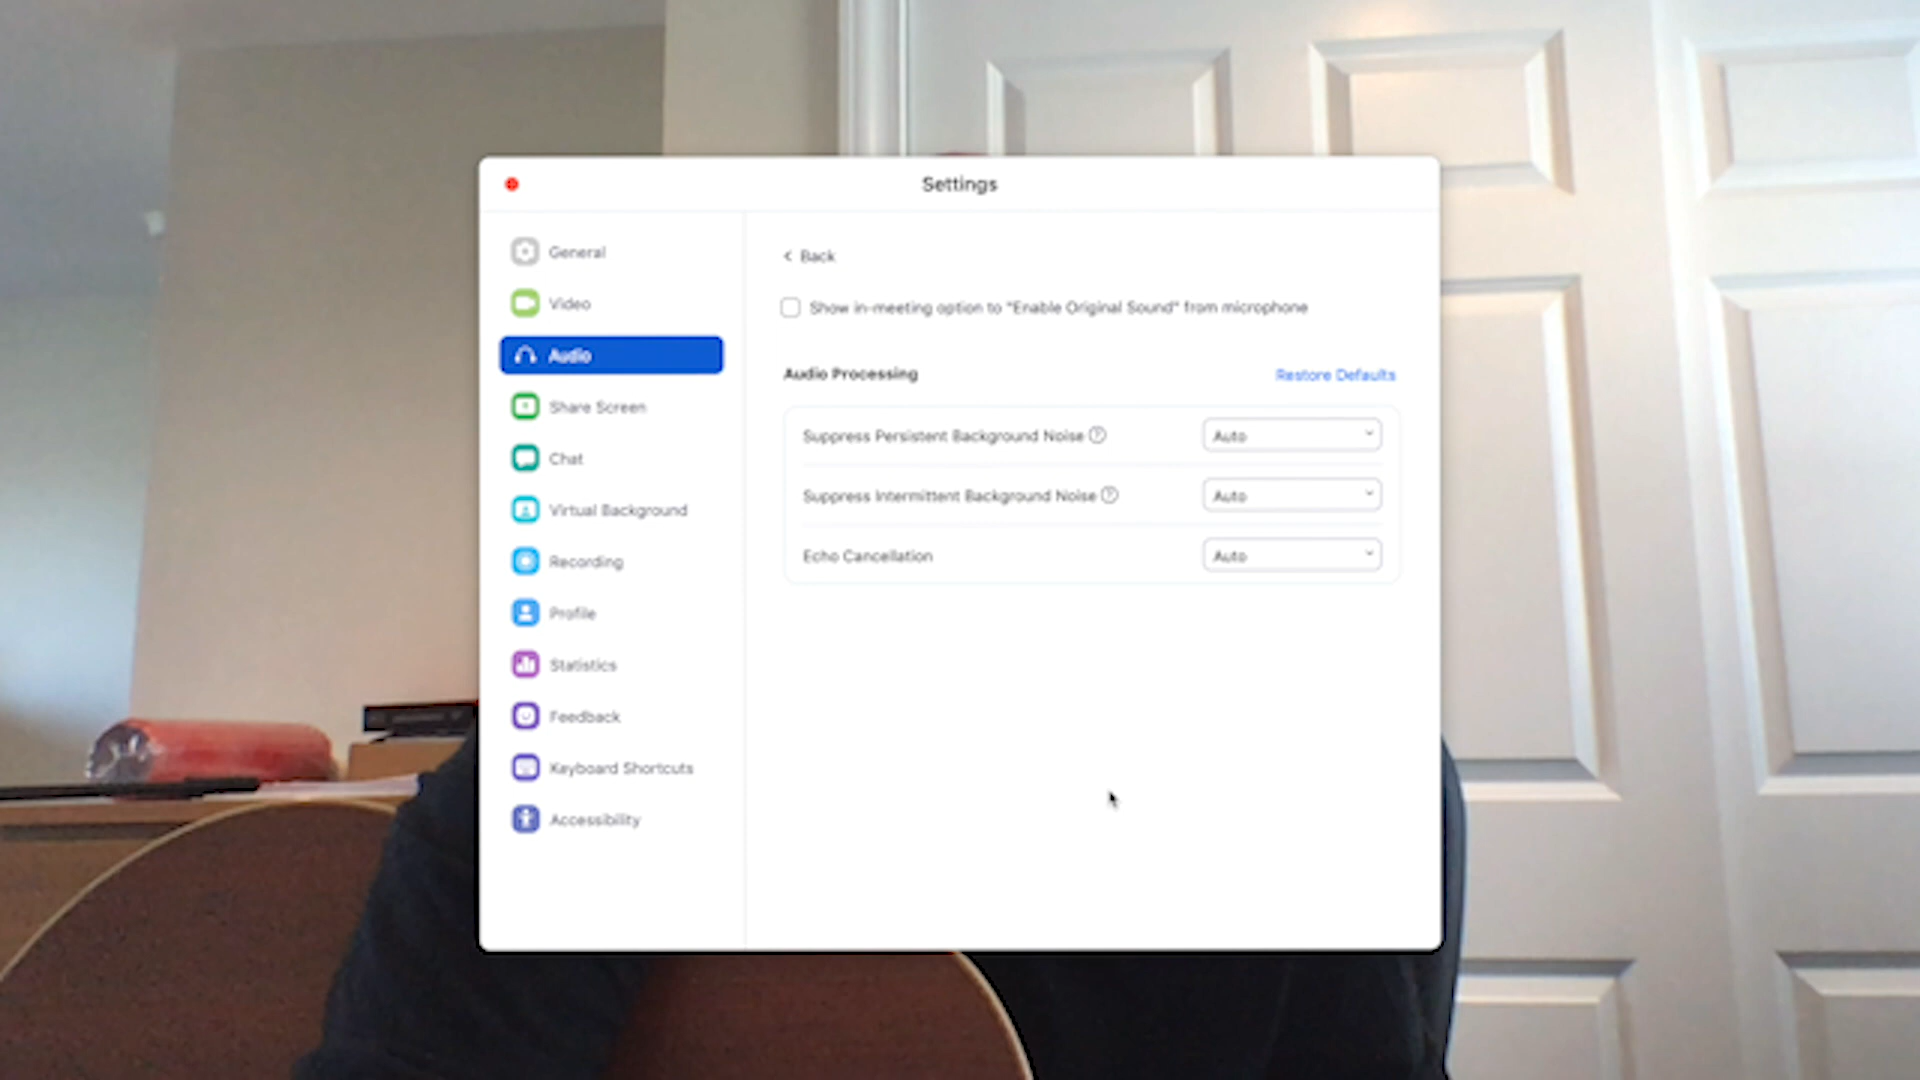 Settings
General
Video
Audio
Share Screen
Chat
Virtual Background
Recording
Profile
Statistics
Feedback
Keyboard Shortcuts
Accessibility
< Back
Show in-meeting option to "Enable Original Sound" from microphone
Audio Processing
Restore Defaults
Suppress Persistent Background Noise ?
Auto
Suppress Intermittent Background Noise ?
Auto
Echo Cancellation
Auto